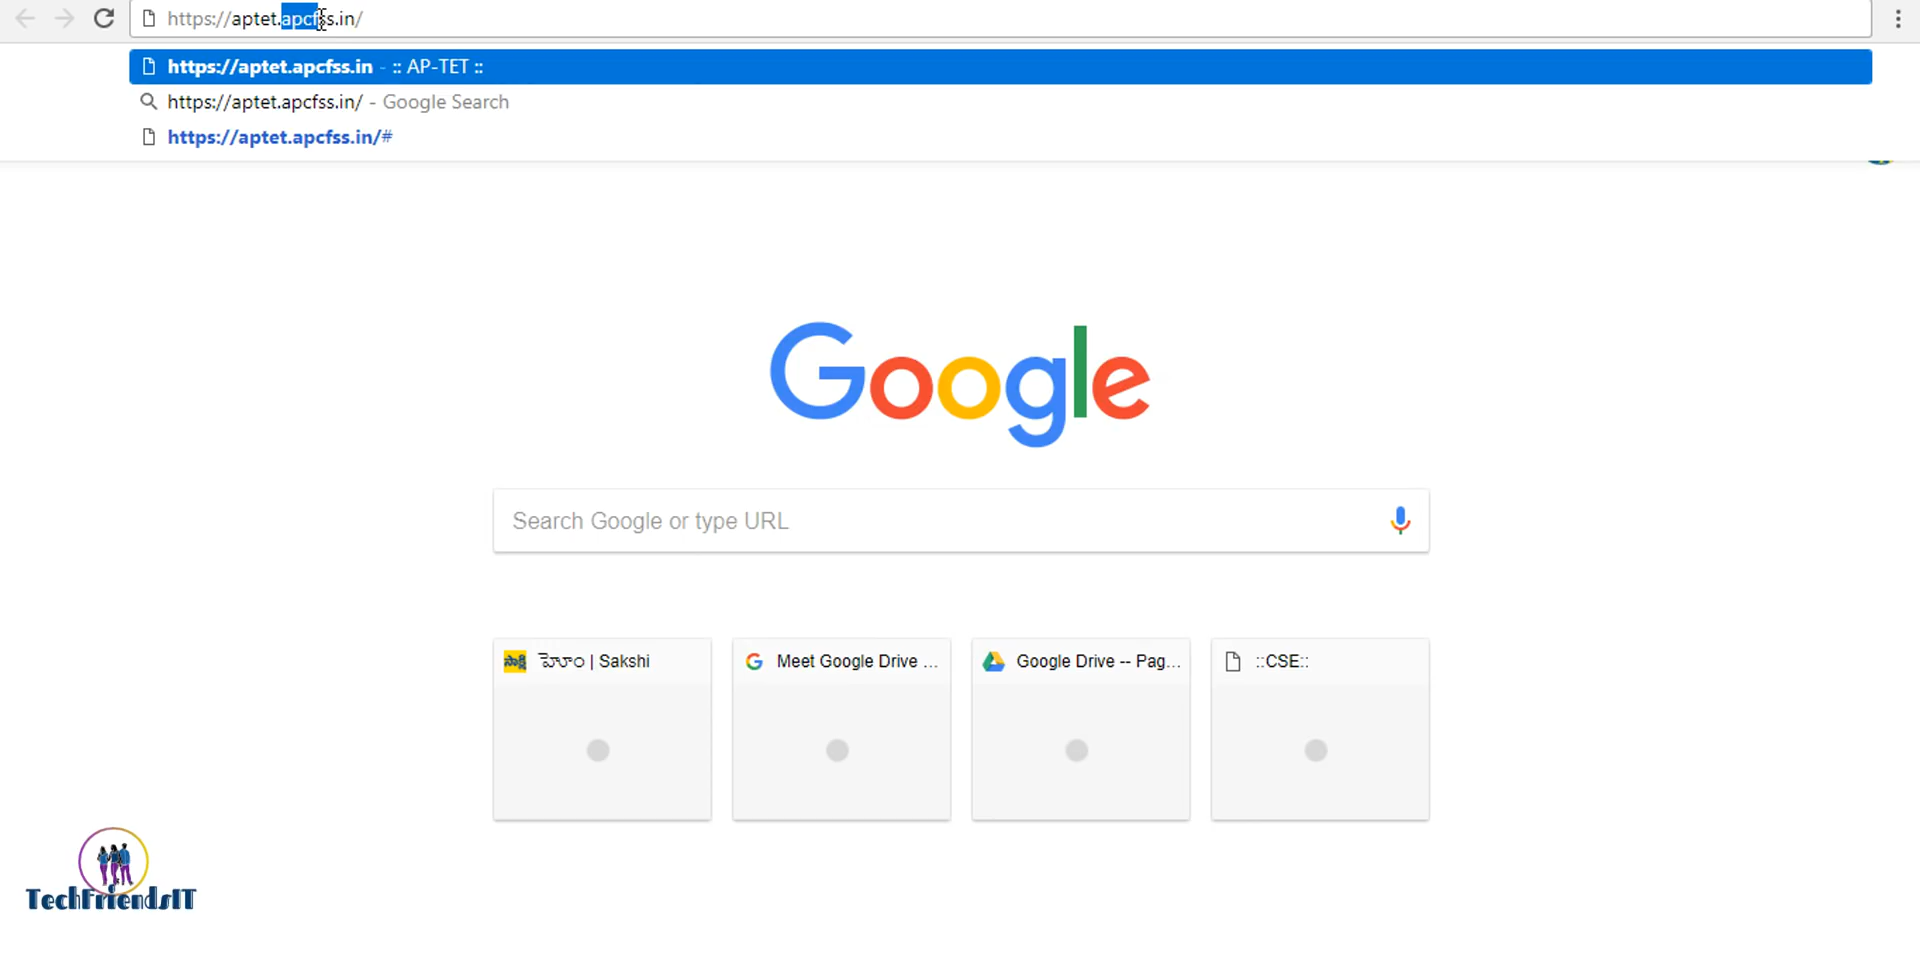 https://aptet.apcfss.in/
https://aptet.apcfss.in - :: AP-TET ::
https://aptet.apcfss.in/ - Google Search
https://aptet.apcfss.in/#
Google
Search Google or type URL
సాక్షి హోం | Sakshi
G Meet Google Drive ...
Google Drive -- Pag...
::CSE::
TechFriendsIT